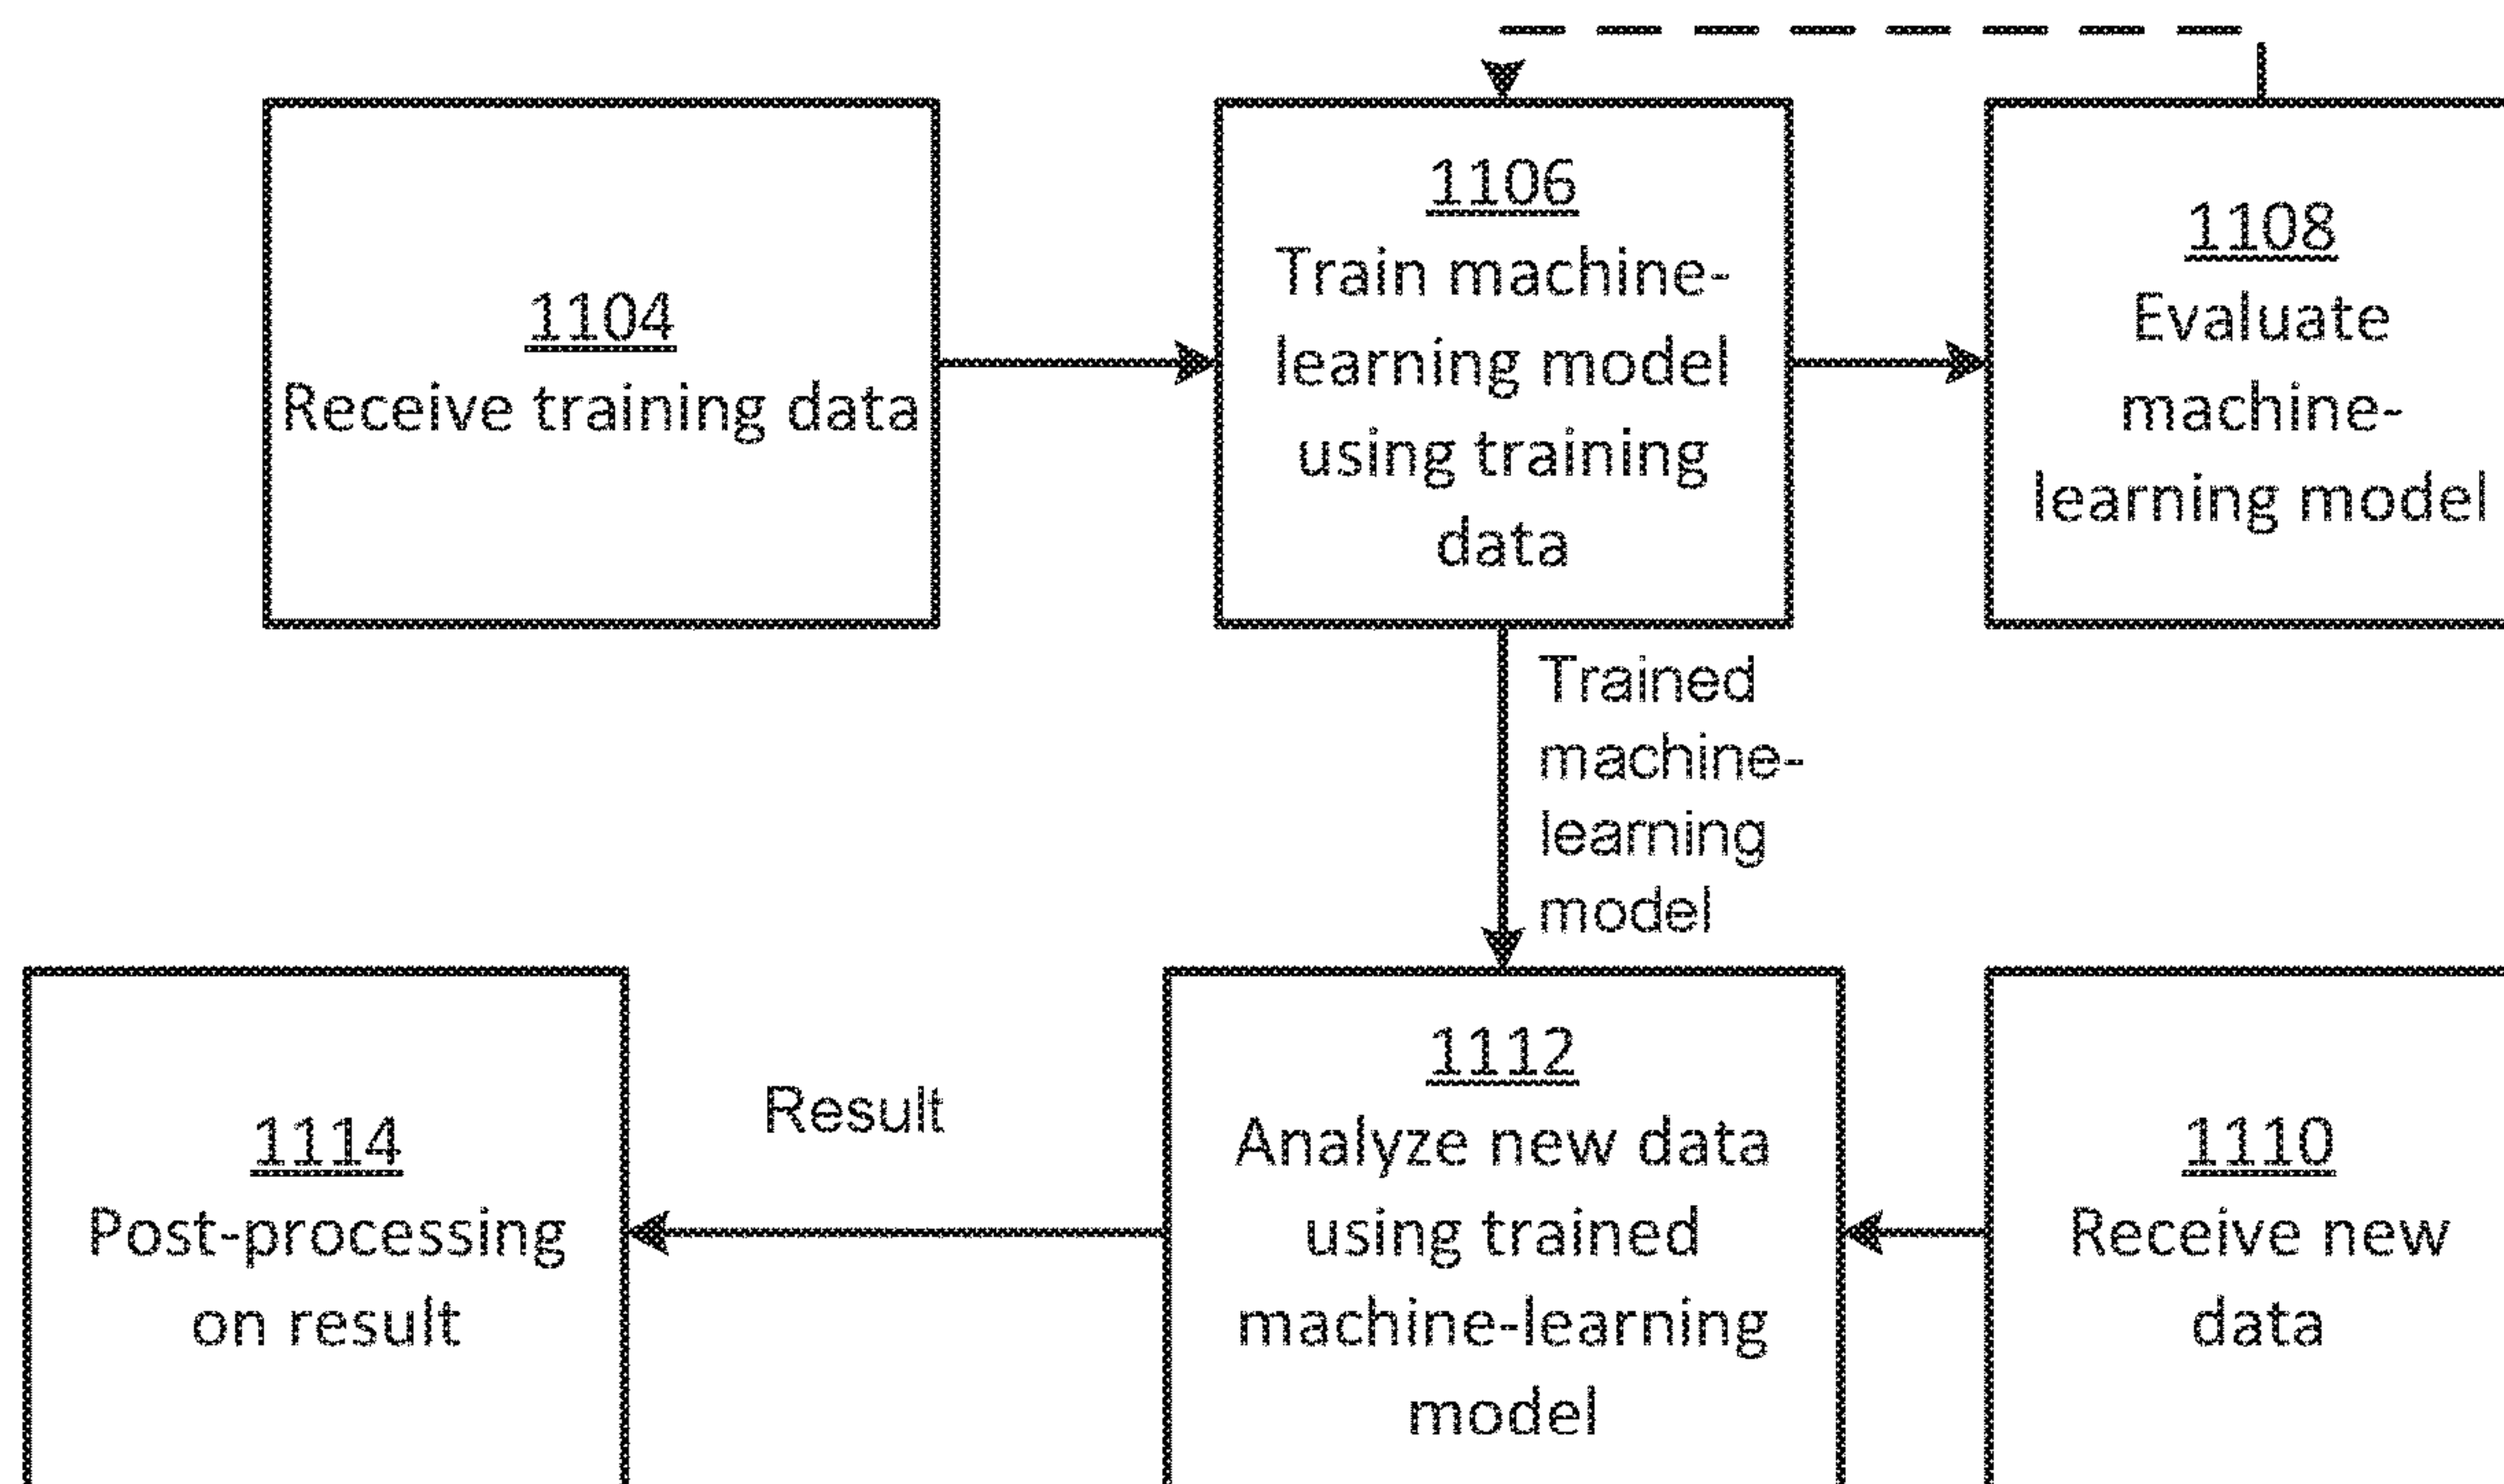 1104
Receive training data
1106
Train machine-
learning model
using training
data
1108
Evaluate
machine-
learning model
Trained
machine-
learning
model
1114
Post-processing
on result
Result
1112
Analyze new data
using trained
machine-learning
model
1110
Receive new
data